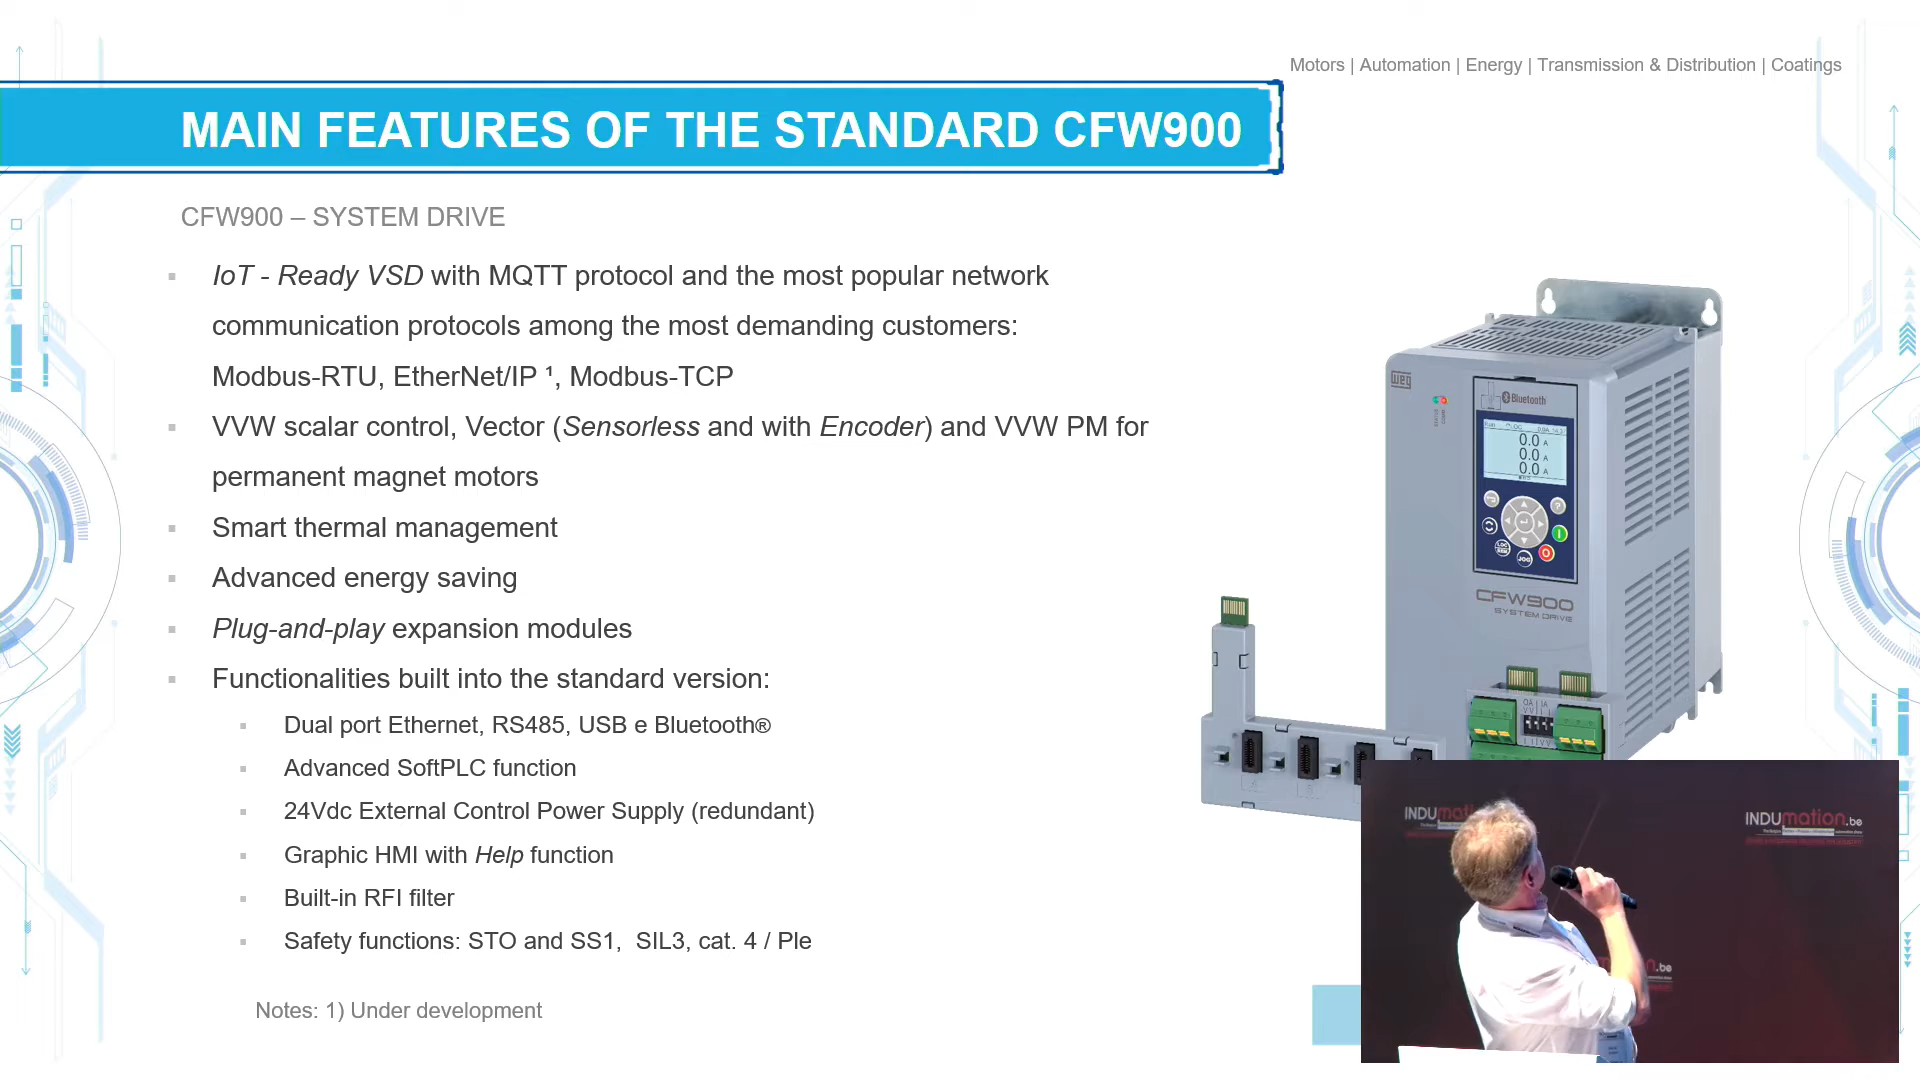 Motors | Automation | Energy | Transmission & Distribution | Coatings
MAIN FEATURES OF THE STANDARD CFW900
CFW900 – SYSTEM DRIVE
▪ IoT - Ready VSD with MQTT protocol and the most popular network
communication protocols among the most demanding customers:
Modbus-RTU, EtherNet/IP ¹, Modbus-TCP
▪ VVW scalar control, Vector (Sensorless and with Encoder) and VVW PM for
permanent magnet motors
▪ Smart thermal management
▪ Advanced energy saving
▪ Plug-and-play expansion modules
▪ Functionalities built into the standard version:
▪ Dual port Ethernet, RS485, USB e Bluetooth®
▪ Advanced SoftPLC function
▪ 24Vdc External Control Power Supply (redundant)
▪ Graphic HMI with Help function
▪ Built-in RFI filter
▪ Safety functions: STO and SS1,  SIL3, cat. 4 / Ple
Notes: 1) Under development
weg
Bluetooth
0.0 A
0.0 A
0.0 A
?
LOC
REM
JOG
CFW900
SYSTEM DRIVE
INDUmation
INDUmation.be
.be